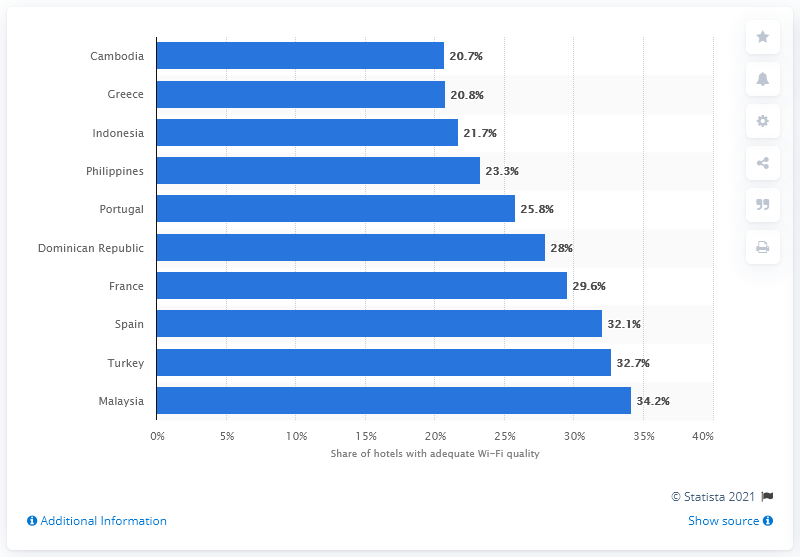 Cambodia 20.7%
Greece 20.8%
Indonesia 21.7%
Philippines 23.3%
Portugal 25.8%
Dominican Republic 28%
France 29.6%
Spain 32.1%
Turkey 32.7%
Malaysia 34.2%
0% 5% 10% 15% 20% 25% 30% 35% 40%
Share of hotels with adequate Wi-Fi quality
© Statista 2021
Additional Information Show source